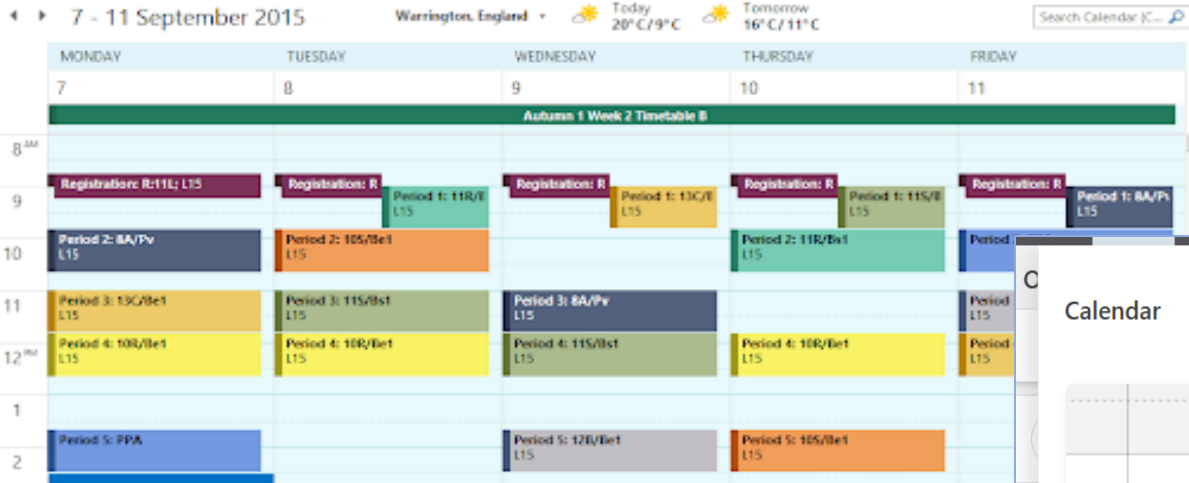 7 - 11 September 2015
Warrington, England
Today
20°C/9°C
Tomorrow
16°C/11°C
Search Calendar (C...
MONDAY
TUESDAY
WEDNESDAY
THURSDAY
FRIDAY
7
8
9
10
11
Autumn 1 Week 2 Timetable B
8 AM
Registration: R:11L; L15
Registration: R
Registration: R
Registration: R
Registration: R
9
Period 1: 11R/B
L15
Period 1: 13C/B
L15
Period 1: 11S/B
L15
Period 1: 8A/Pv
L15
10
Period 2: 8A/Pv
L15
Period 2: 10S/Be1
L15
Period 2: 11R/Bs1
L15
Period
11
Period 3: 13C/Be1
L15
Period 3: 11S/Bs1
L15
Period 3: 8A/Pv
L15
Period
L15
12 PM
Period 4: 10R/Be1
L15
Period 4: 10R/Be1
L15
Period 4: 11S/Bs1
L15
Period 4: 10R/Be1
L15
Period
L15
1
2
Period 5: PPA
Period 5: 12B/Be1
L15
Period 5: 10S/Be1
L15
Calendar